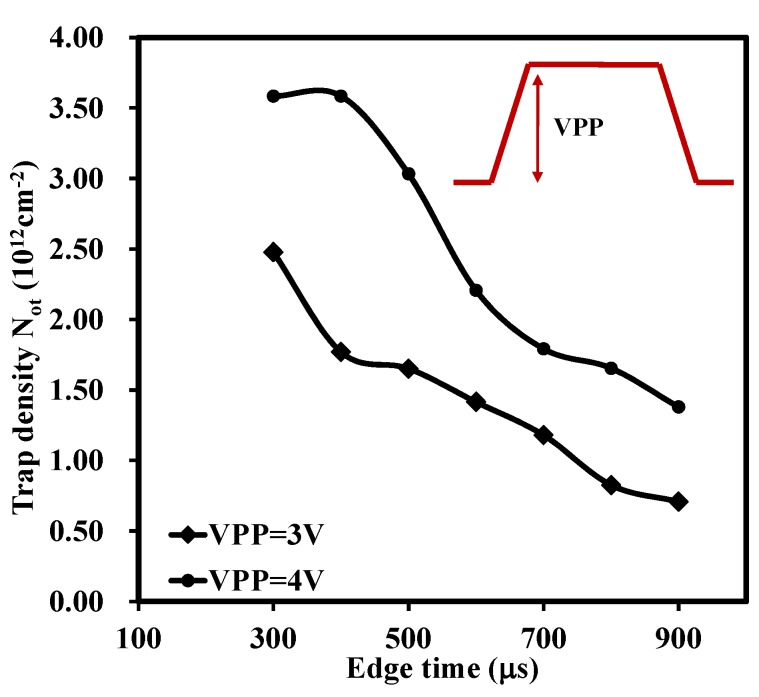 4.00
3.50
3.00
2.50
2.00
1.50
1.00
0.50
0.00
Trap density Not (10¹²cm⁻²)
VPP
VPP=3V
VPP=4V
100 300 500 700 900
Edge time (μs)